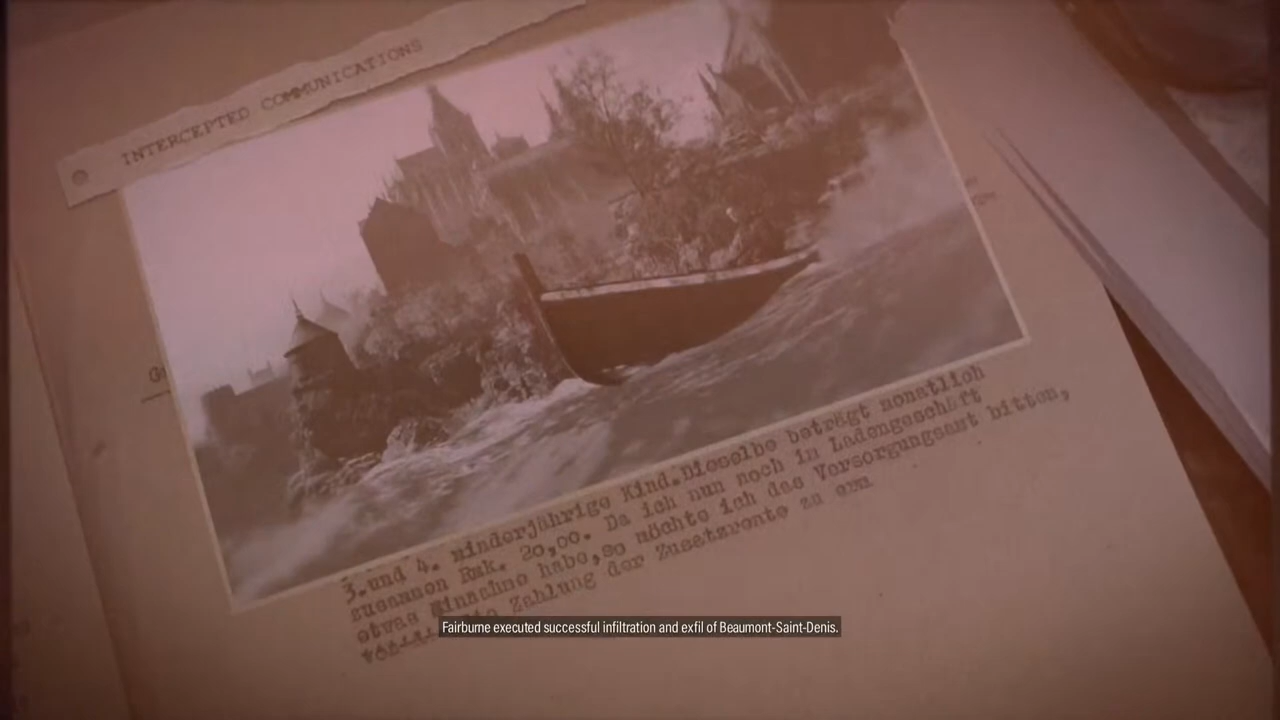 INTERCEPTED COMMUNICATIONS
3.und 4. minderjährige Kind.Dieselbe beträgt monatlich
zusammen Rmk. 20,00. Da ich nun noch in Ladengeschäft
etwas Einnahme habe,so möchte ich das Versorgungsamt bitten,
Zahlung der Zusatzrente zu
Fairburne executed successful infiltration and exfil of Beaumont-Saint-Denis.